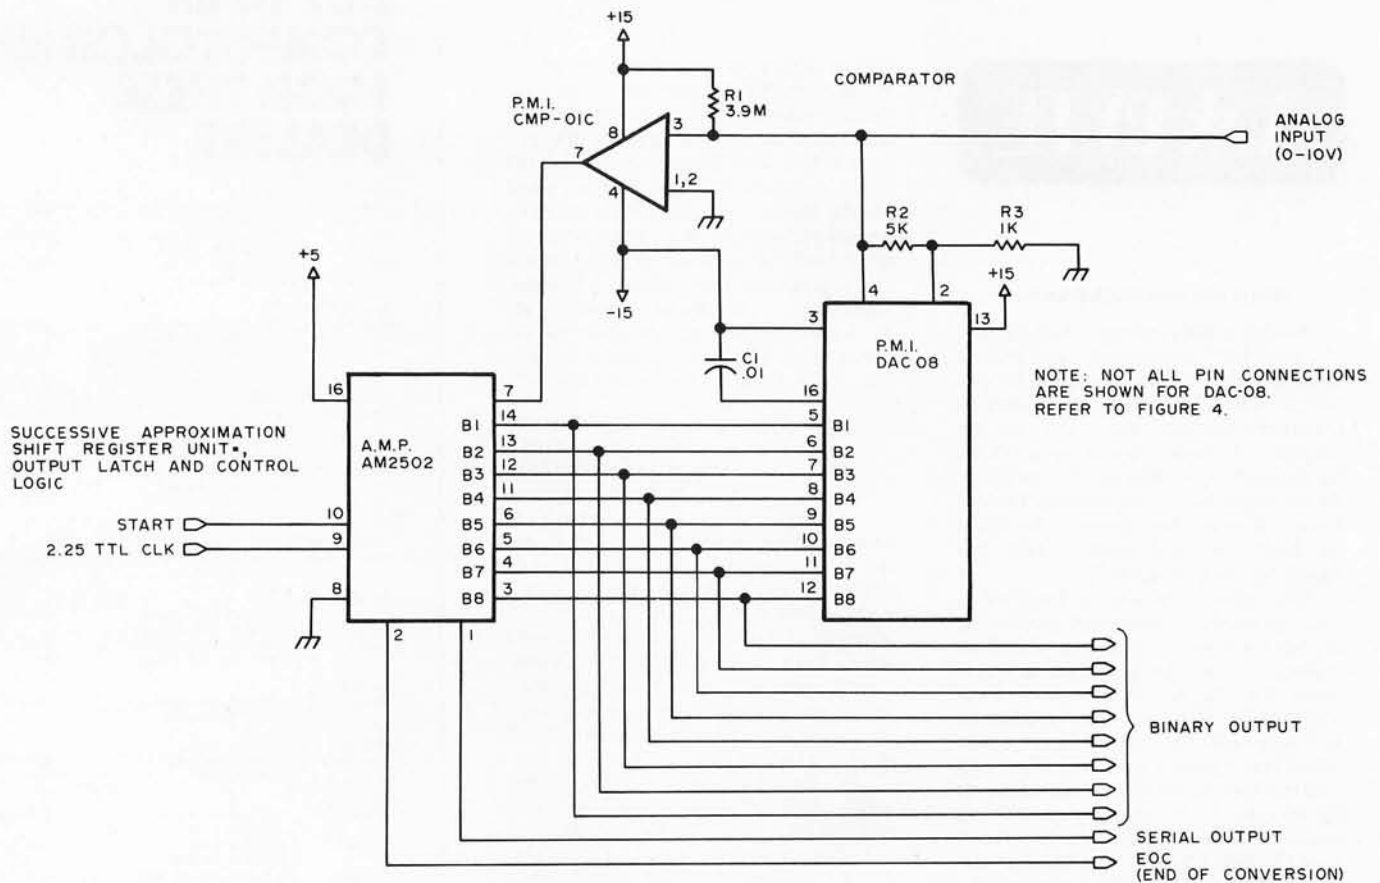 +15
COMPARATOR
R1
3.9M
P.M.I.
CMP-01C
8
3
7
1,2
4
ANALOG
INPUT
(0-10V)
R2
5K
R3
1K
+5
-15
+15
4
2
3
13
P.M.I.
DAC 08
C1
.01
16
NOTE: NOT ALL PIN CONNECTIONS
ARE SHOWN FOR DAC-08.
REFER TO FIGURE 4.
16
7
SUCCESSIVE APPROXIMATION
SHIFT REGISTER UNIT*,
OUTPUT LATCH AND CONTROL
LOGIC
A.M.P.
AM2502
B1 14 5 B1
B2 13 6 B2
B3 12 7 B3
B4 11 8 B4
B5 6 9 B5
B6 5 10 B6
B7 4 11 B7
B8 3 12 B8
START 10
2.25 TTL CLK 9
8
2
1
BINARY OUTPUT
SERIAL OUTPUT
EOC
(END OF CONVERSION)